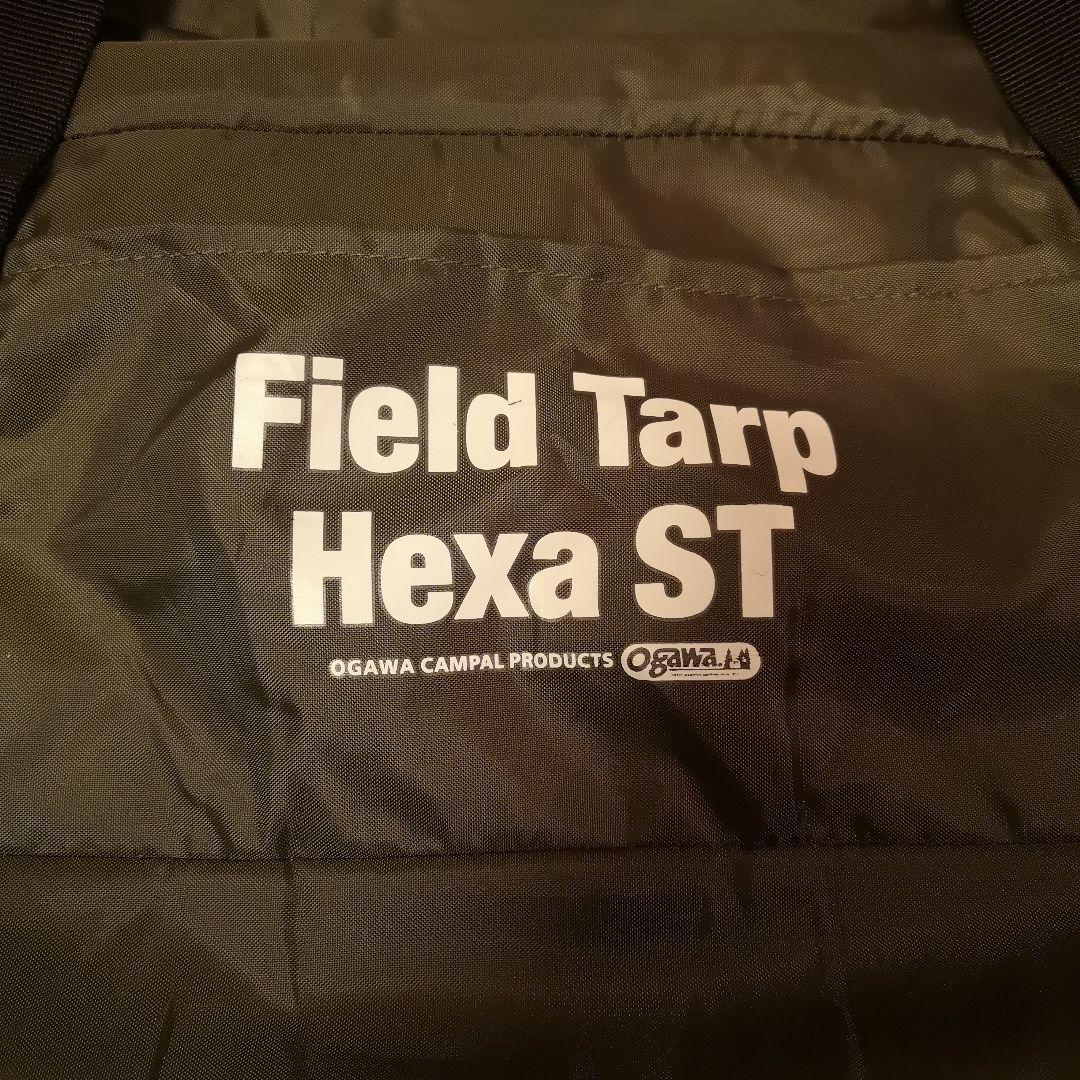 Field Tarp
Hexa ST
OGAWA CAMPAL PRODUCTS Ogawa